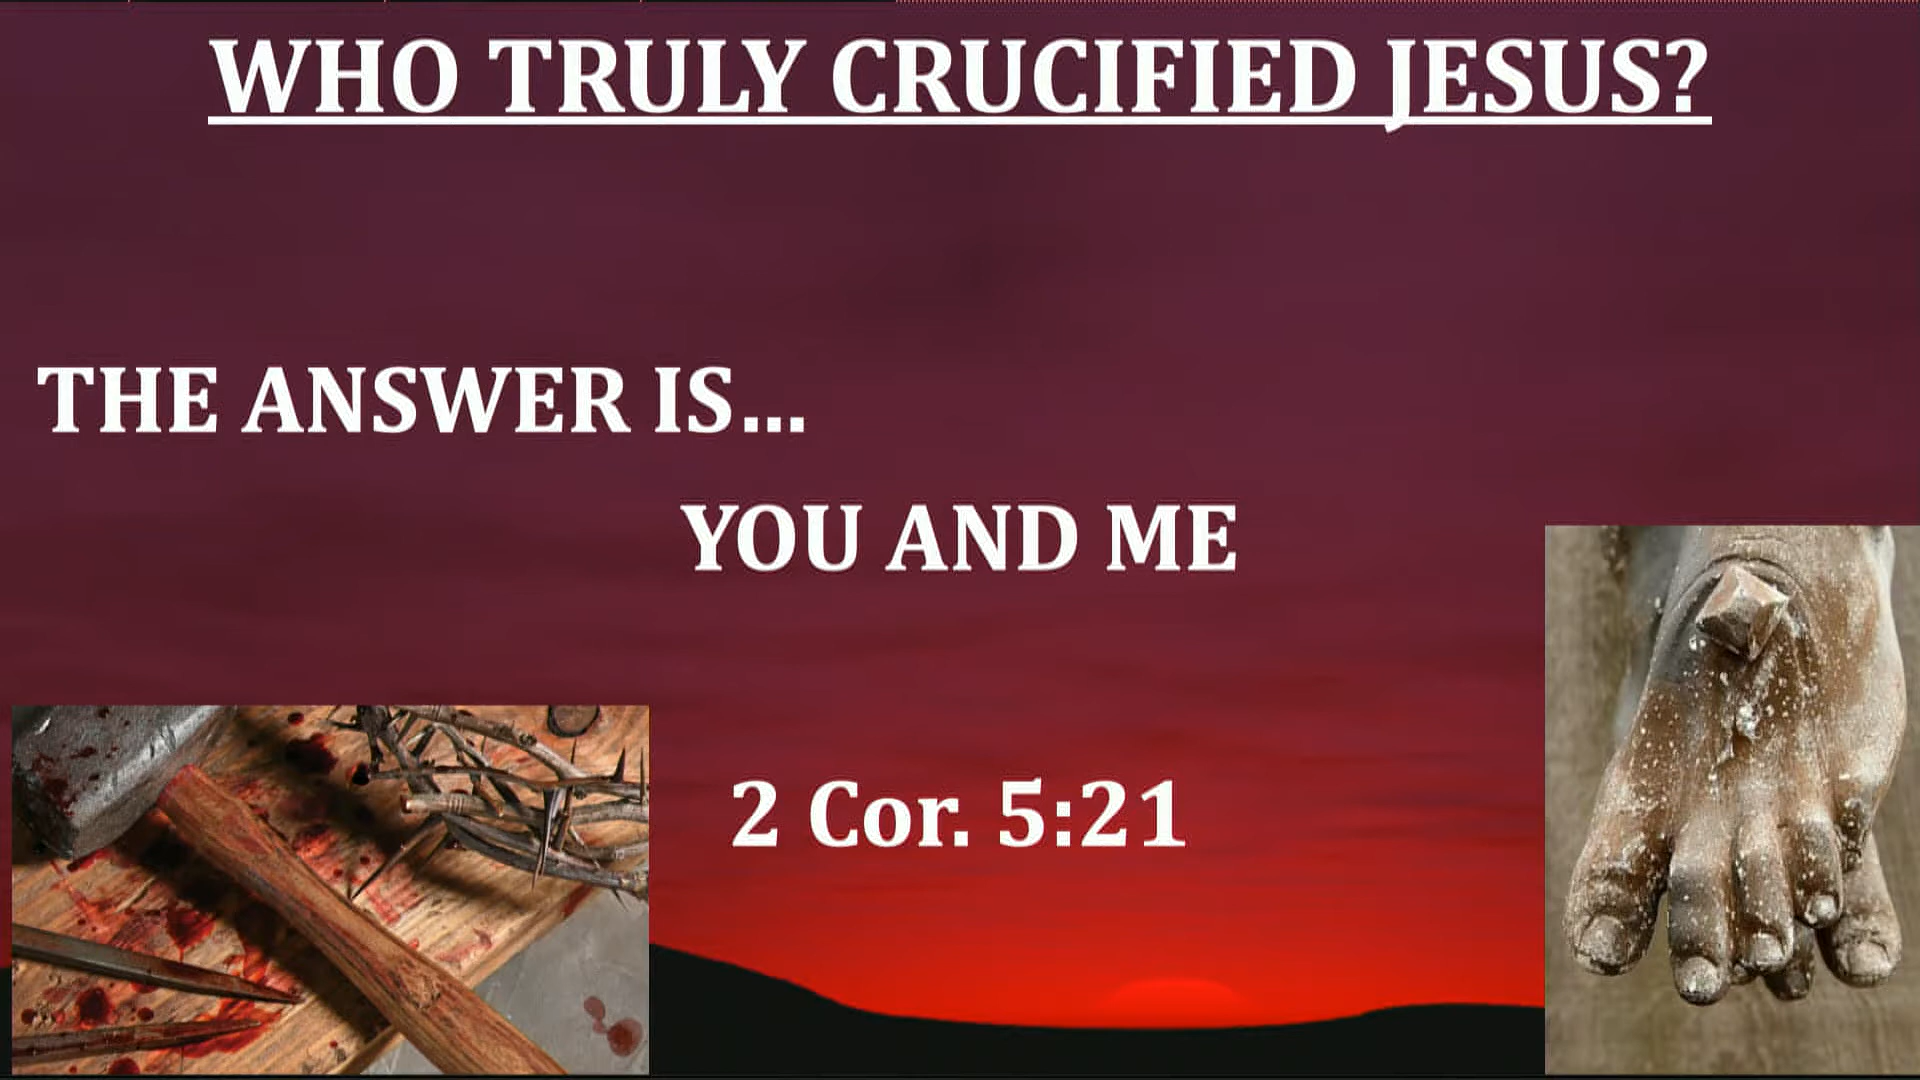 WHO TRULY CRUCIFIED JESUS?
THE ANSWER IS...
YOU AND ME
2 Cor. 5:21